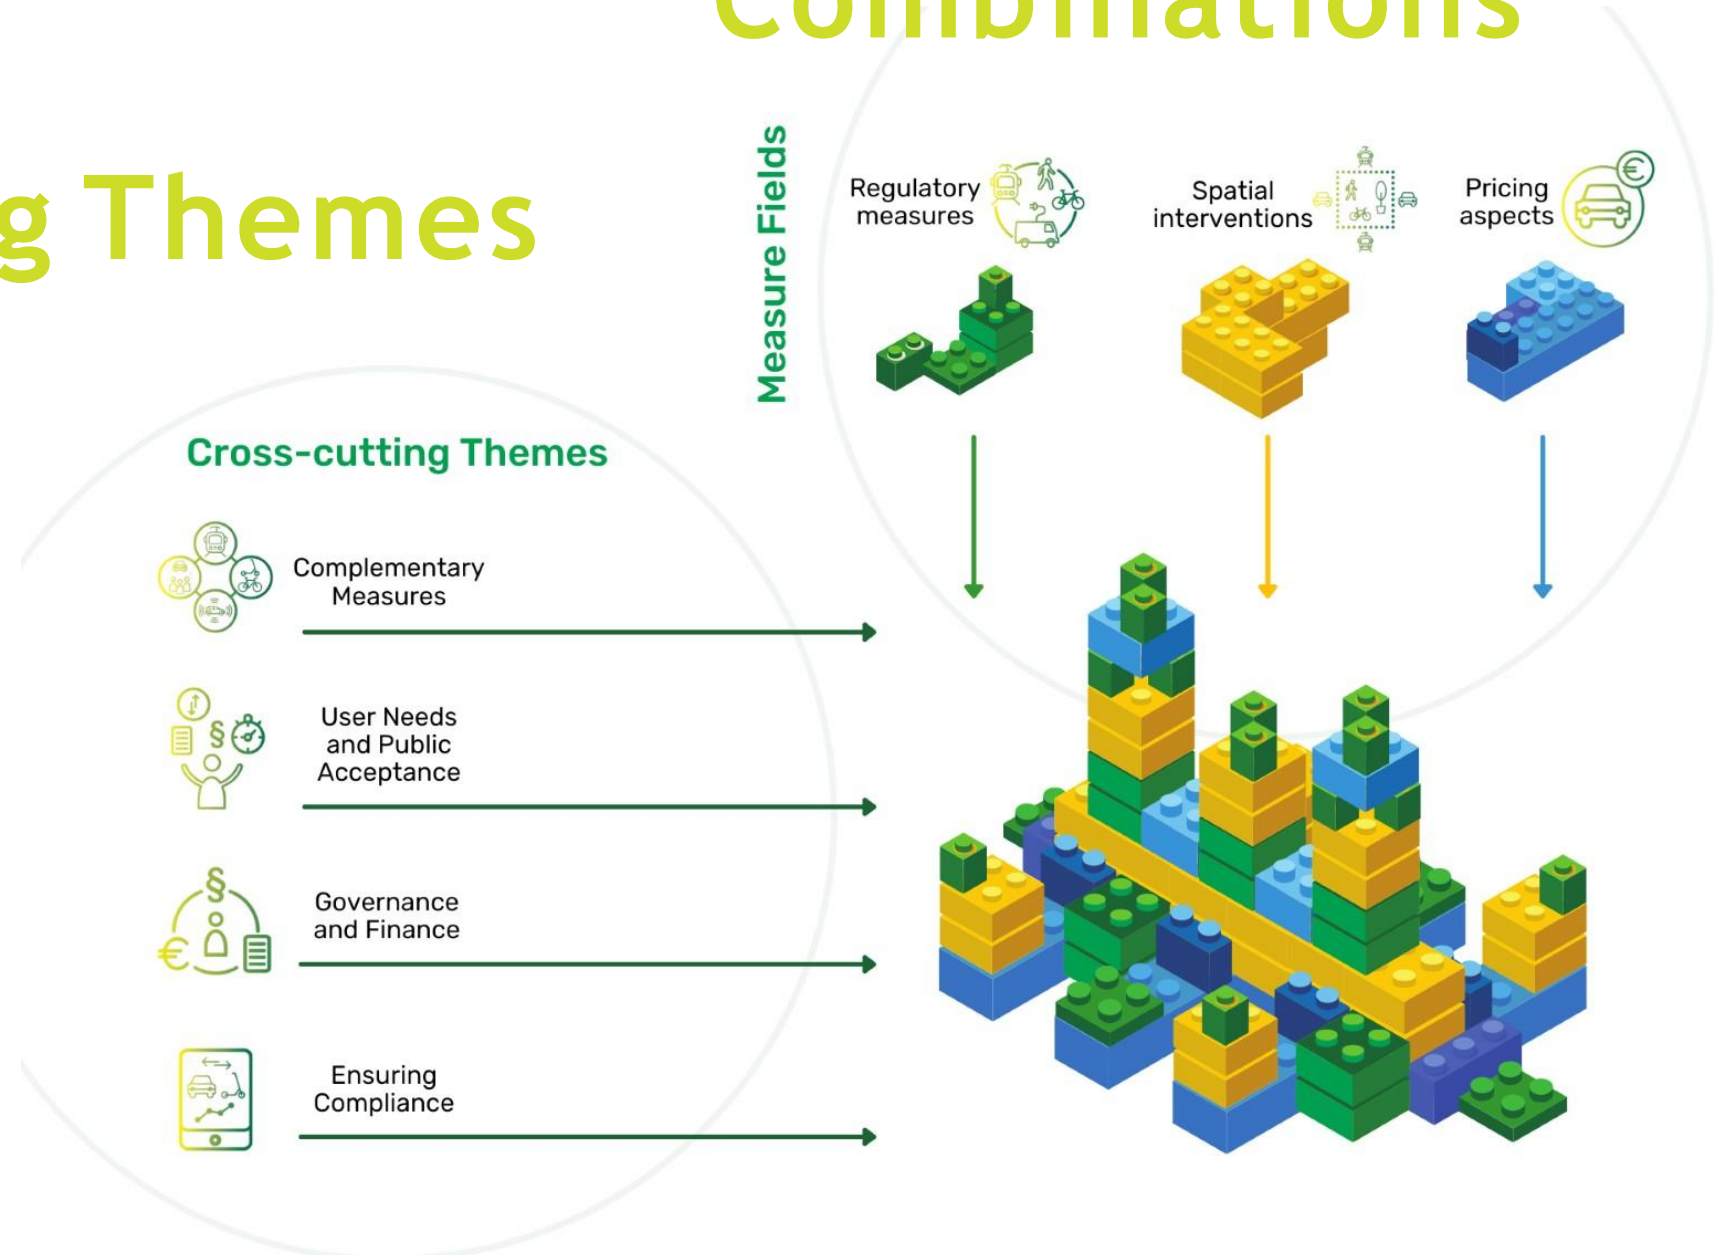 Combinations
g Themes
Measure Fields
Regulatory
measures
Spatial
interventions
Pricing
aspects
Cross-cutting Themes
Complementary
Measures
User Needs
and Public
Acceptance
Governance
and Finance
Ensuring
Compliance